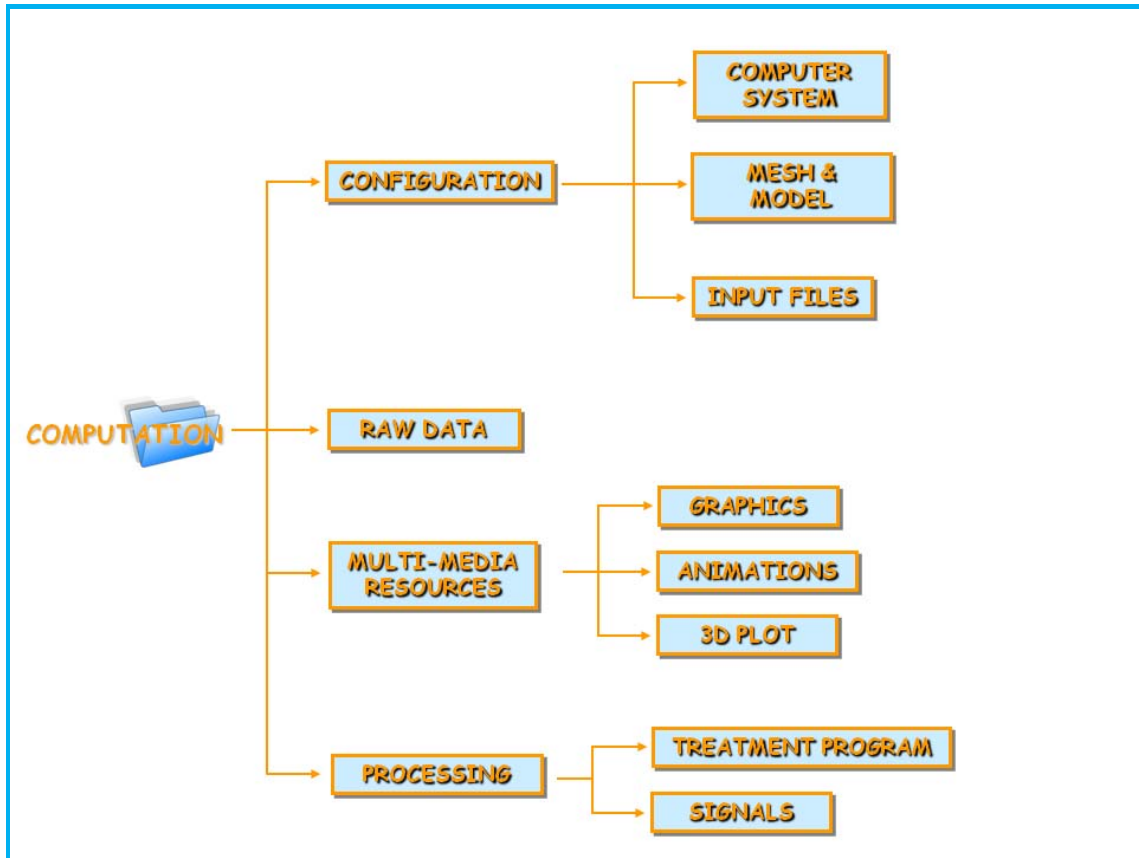 COMPUTER
SYSTEM
CONFIGURATION
MESH &
MODEL
INPUT FILES
COMPUTATION
RAW DATA
GRAPHICS
MULTI-MEDIA
RESOURCES
ANIMATIONS
3D PLOT
TREATMENT PROGRAM
PROCESSING
SIGNALS